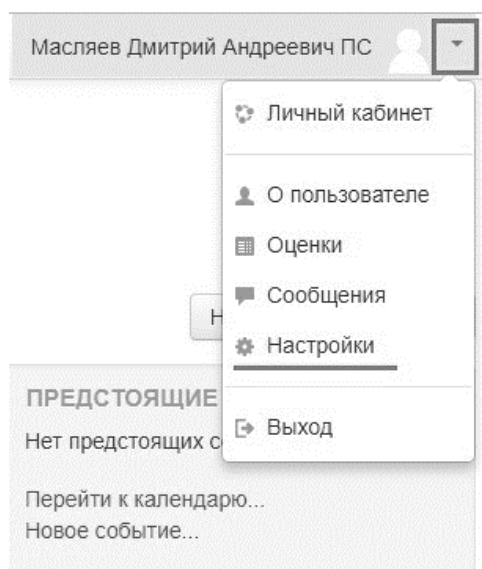 Масляев Дмитрий Андреевич ПС
Личный кабинет
О пользователе
Оценки
Сообщения
Н
Настройки
ПРЕДСТОЯЩИЕ
Нет предстоящих с
Выход
Перейти к календарю...
Новое событие...